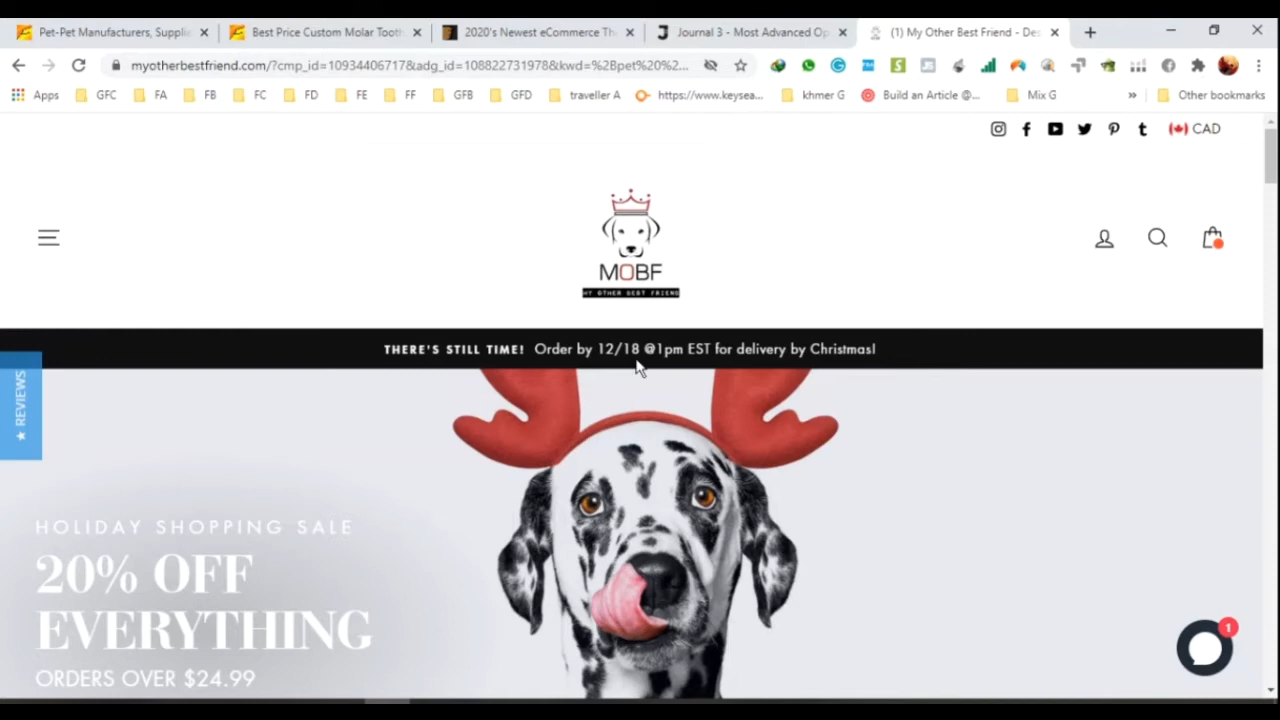 Pet-Pet Manufacturers, Supplie
Best Price Custom Molar Tooth
2020's Newest eCommerce Th
Journal 3 - Most Advanced Op
(1) My Other Best Friend - Des
myotherbestfriend.com/?cmp_id=10934406717&adg_id=108822731978&kwd=%2Bpet%20%2...
Apps
GFC
FA
FB
FC
FD
FE
FF
GFB
GFD
traveller A
https://www.keysea...
khmer G
Build an Article @...
Mix G
»
Other bookmarks
CAD
MOBF
MY OTHER BEST FRIEND
THERE'S STILL TIME! Order by 12/18 @1pm EST for delivery by Christmas!
★ REVIEWS
HOLIDAY SHOPPING SALE
20% OFF
EVERYTHING
ORDERS OVER $24.99
1